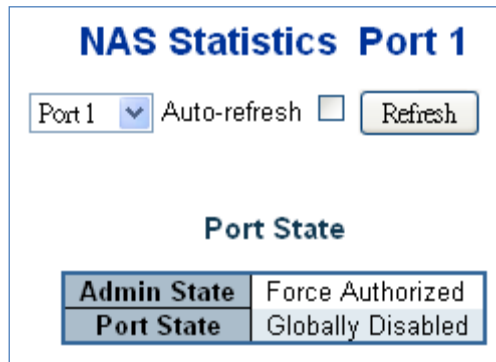 NAS Statistics Port 1
Port 1 Auto-refresh Refresh
Port State
Admin State Force Authorized
Port State Globally Disabled